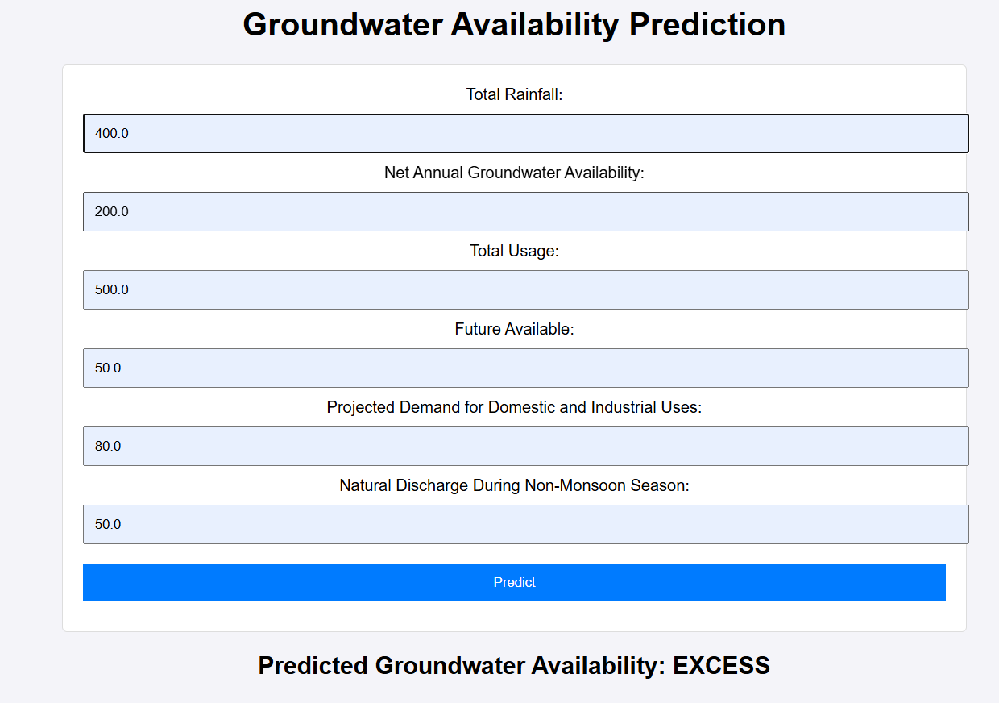 Groundwater Availability Prediction
Total Rainfall:
400.0
Net Annual Groundwater Availability:
200.0
Total Usage:
500.0
Future Available:
50.0
Projected Demand for Domestic and Industrial Uses:
80.0
Natural Discharge During Non-Monsoon Season:
50.0
Predict
Predicted Groundwater Availability: EXCESS